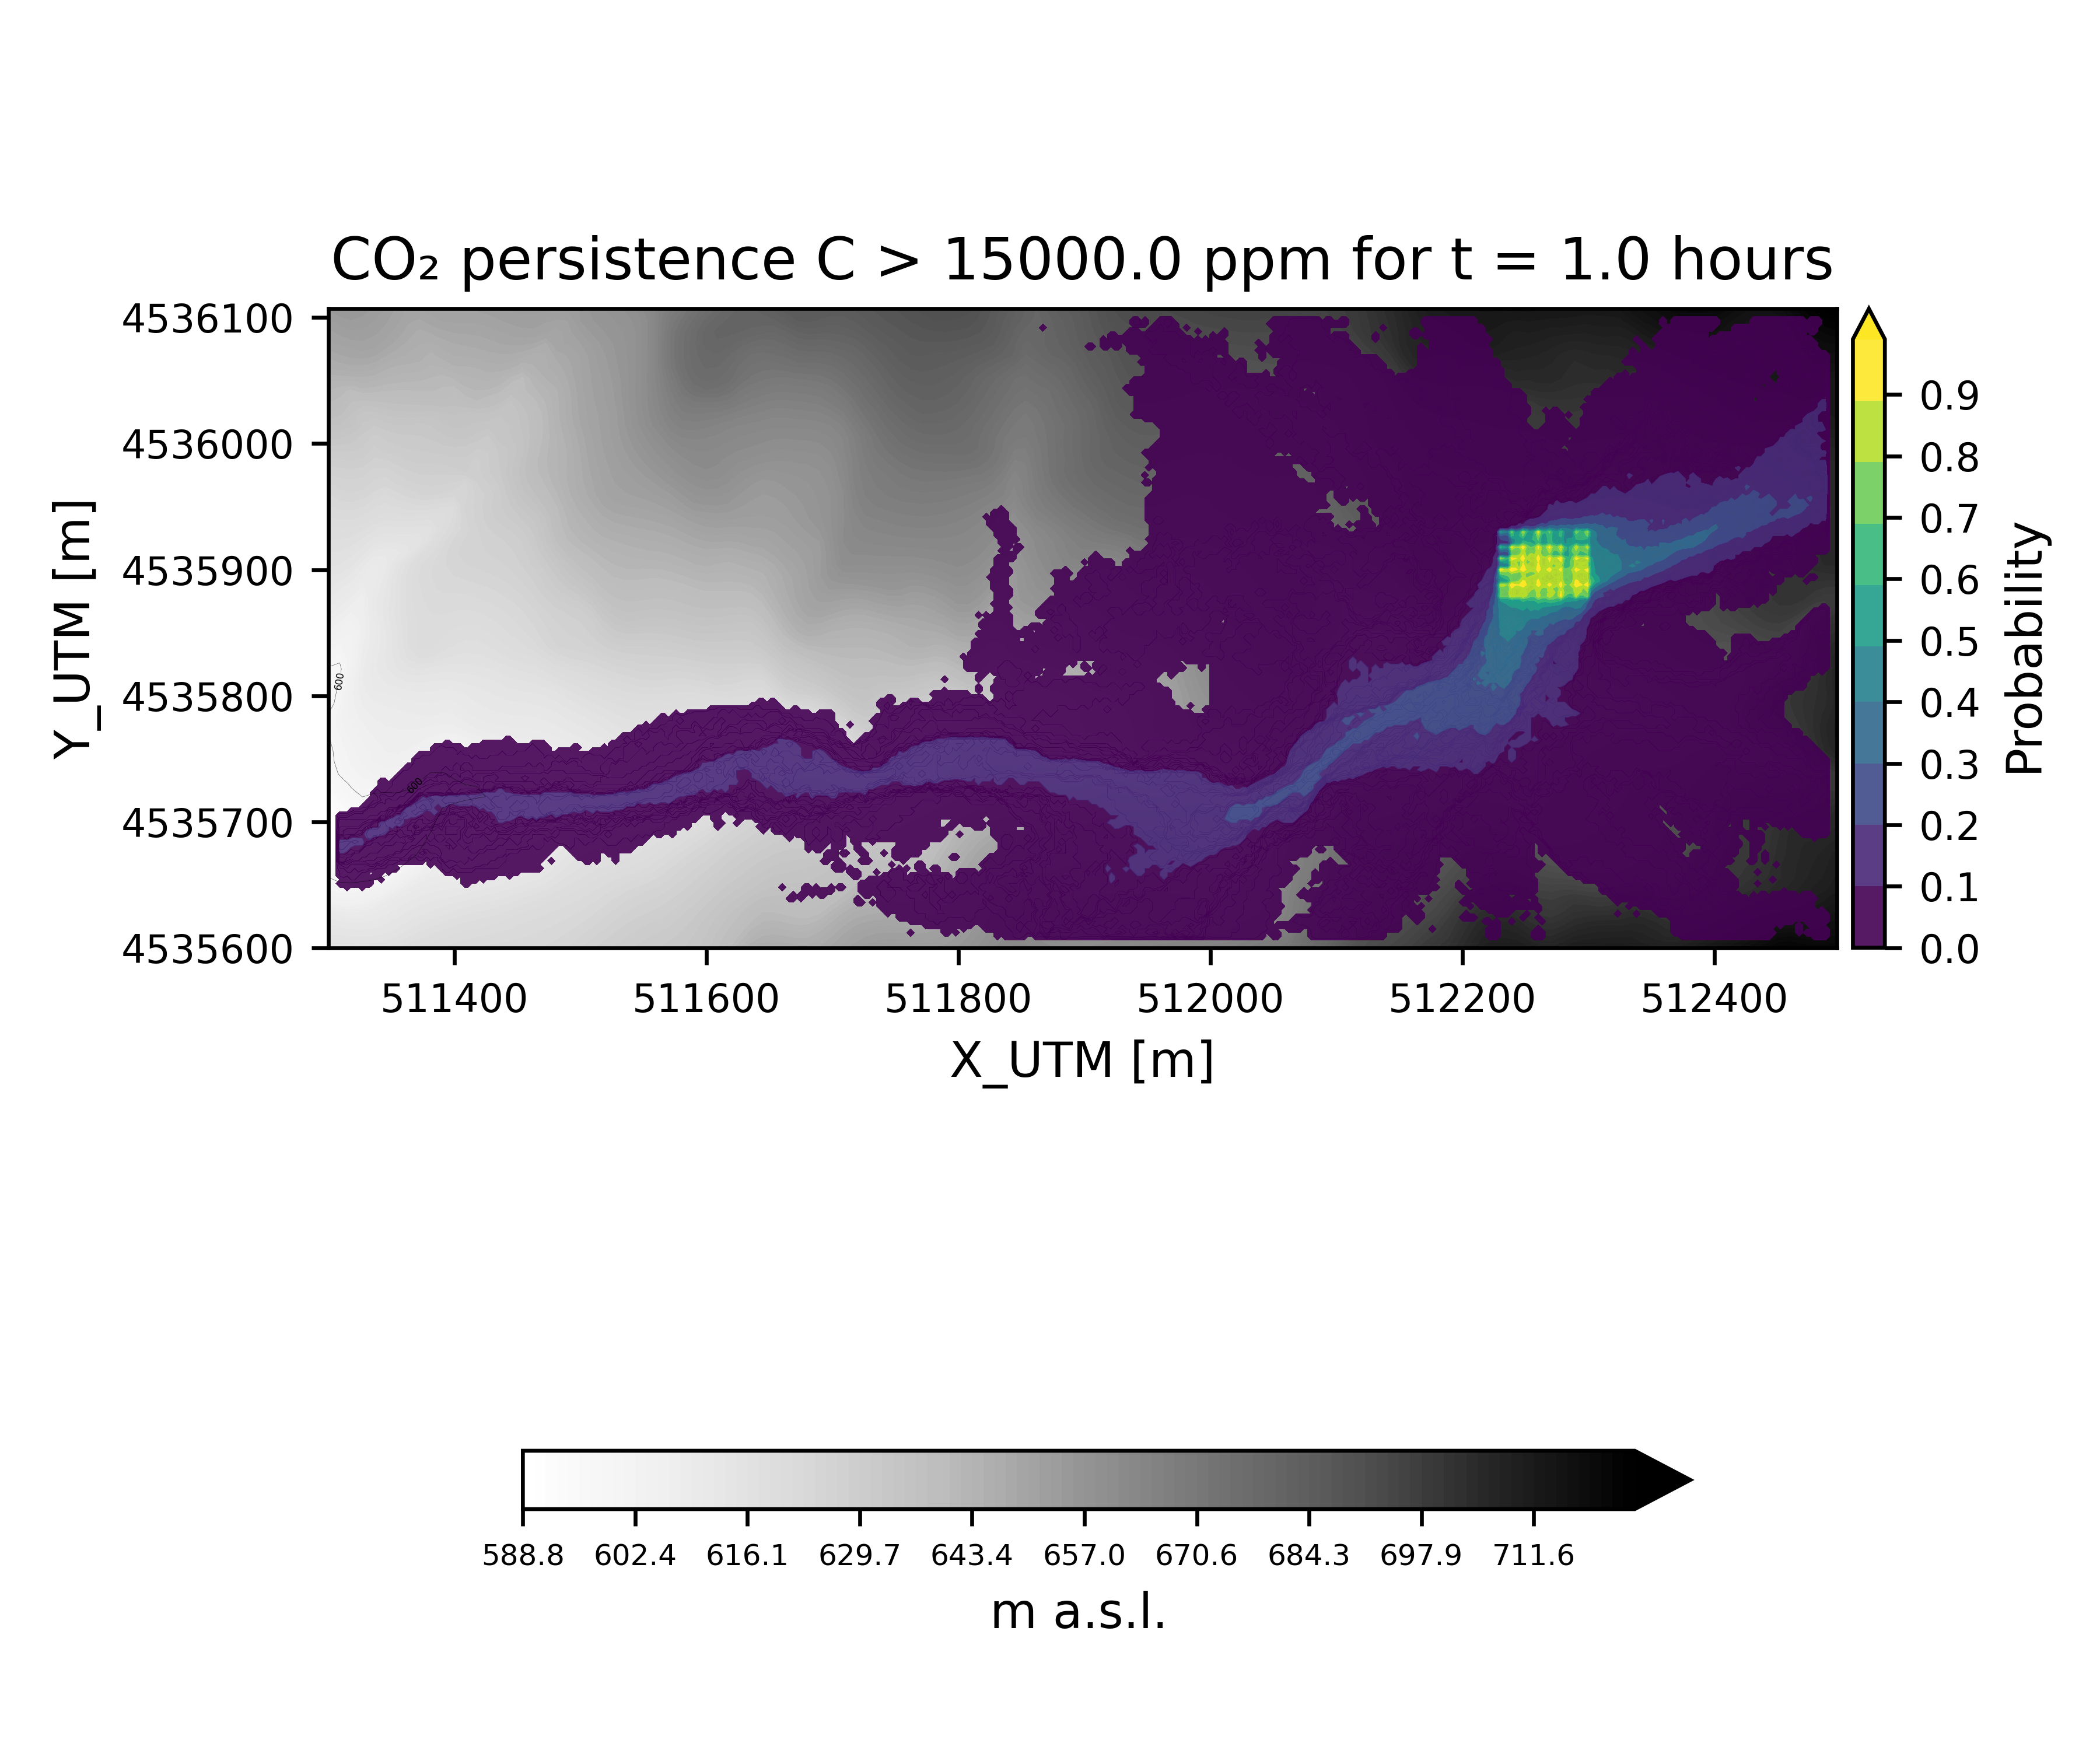 CO₂ persistence C > 15000.0 ppm for t = 1.0 hours
4536100
4536000
4535900
4535800
4535700
4535600
Y_UTM [m]
600
600
511400 511600 511800 512000 512200 512400
X_UTM [m]
0.9
0.8
0.7
0.6
0.5
0.4
0.3
0.2
0.1
0.0
Probability
588.8 602.4 616.1 629.7 643.4 657.0 670.6 684.3 697.9 711.6
m a.s.l.